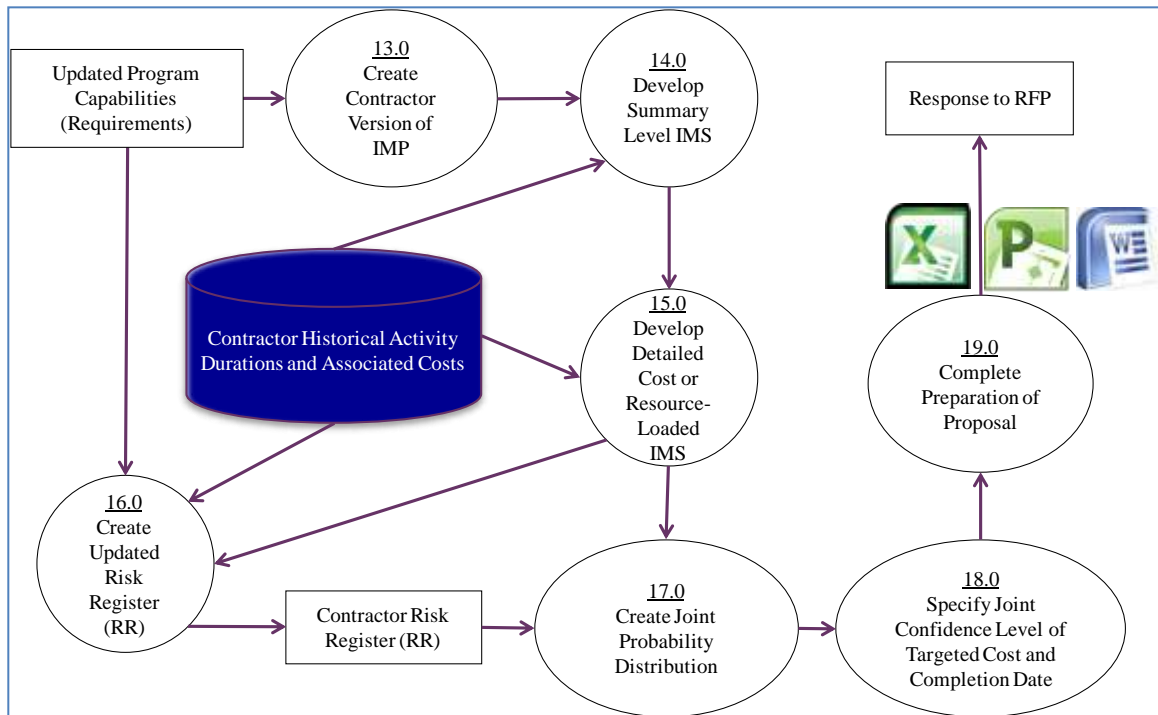 Updated Program
Capabilities
(Requirements)
13.0
Create
Contractor
Version of
IMP
14.0
Develop
Summary
Level IMS
Response to RFP
X
P
W
Contractor Historical Activity
Durations and Associated Costs
15.0
Develop
Detailed
Cost or
Resource-
Loaded
IMS
19.0
Complete
Preparation of
Proposal
16.0
Create
Updated
Risk
Register
(RR)
Contractor Risk
Register (RR)
17.0
Create Joint
Probability
Distribution
18.0
Specify Joint
Confidence Level of
Targeted Cost and
Completion Date